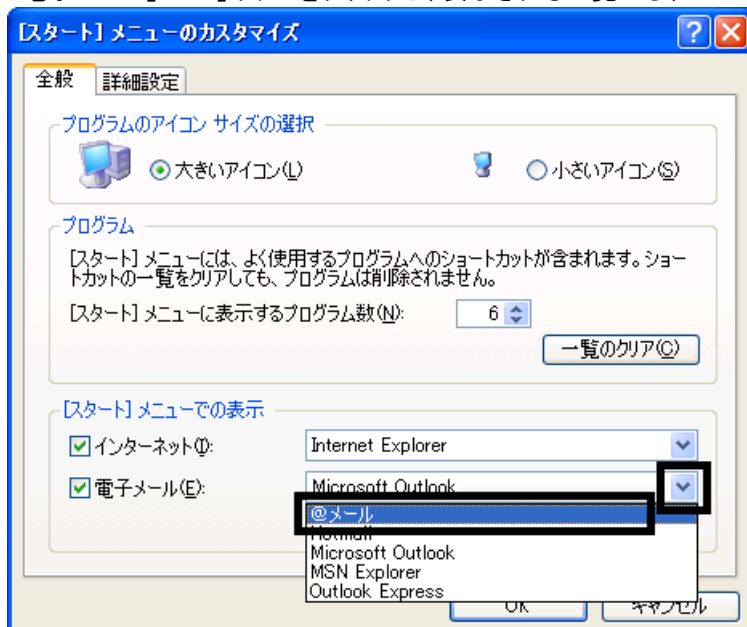 [スタート] メニューのカスタマイズ
全般 詳細設定
プログラムのアイコン サイズの選択
大きいアイコン(L) 小さいアイコン(S)
プログラム
[スタート] メニューには、よく使用するプログラムへのショートカットが含まれます。ショー
トカットの一覧をクリアしても、プログラムは削除されません。
[スタート] メニューに表示するプログラム数(N): 6
一覧のクリア(C)
[スタート] メニューでの表示
インターネット(I): Internet Explorer
電子メール(E): Microsoft Outlook
@メール
Hotmail
Microsoft Outlook
MSN Explorer
Outlook Express
OK キャンセル